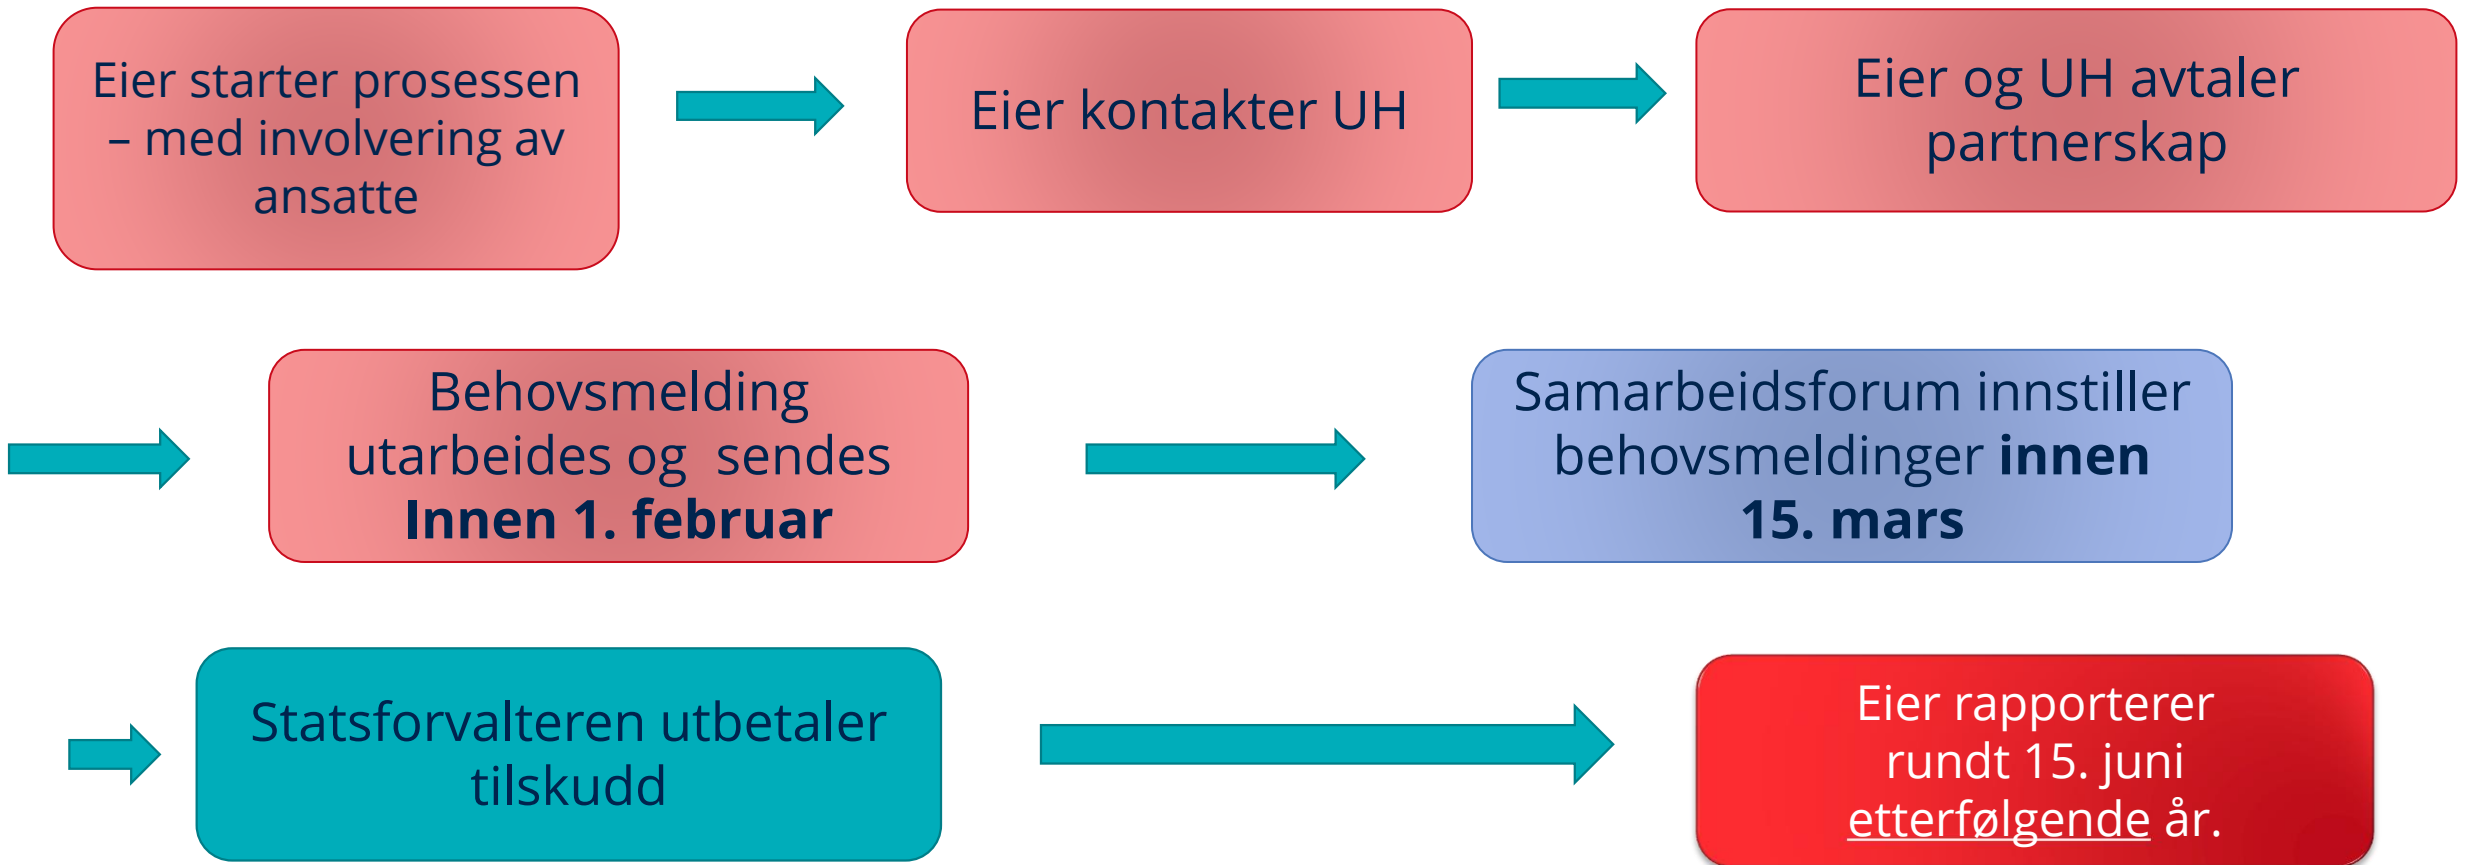 Eier starter prosessen
– med involvering av
ansatte
Eier kontakter UH
Eier og UH avtaler
partnerskap
Behovsmelding
utarbeides og  sendes
Innen 1. februar
Samarbeidsforum innstiller
behovsmeldinger innen
15. mars
Statsforvalteren utbetaler
tilskudd
Eier rapporterer
rundt 15. juni
etterfølgende år.